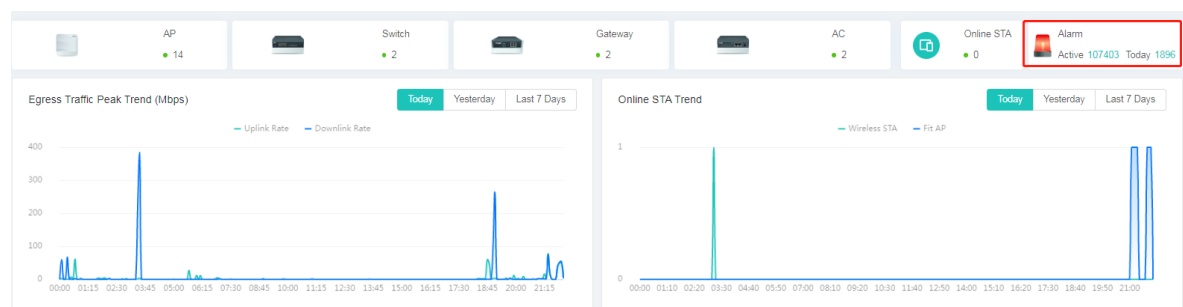 AP
14
Switch
2
Gateway
2
AC
2
Online STA
0
Alarm
Active 107403 Today 1896
Egress Traffic Peak Trend (Mbps)
Today Yesterday Last 7 Days
Uplink Rate Downlink Rate
400
300
200
100
0
00:00 01:15 02:30 03:45 05:00 06:15 07:30 08:45 10:00 11:15 12:30 13:45 15:00 16:15 17:30 18:45 20:00 21:15
Online STA Trend
Today Yesterday Last 7 Days
Wireless STA Fit AP
1
0
00:00 01:10 02:20 03:30 04:40 05:50 07:00 08:10 09:20 10:30 11:40 12:50 14:00 15:10 16:20 17:30 18:40 19:50 21:00